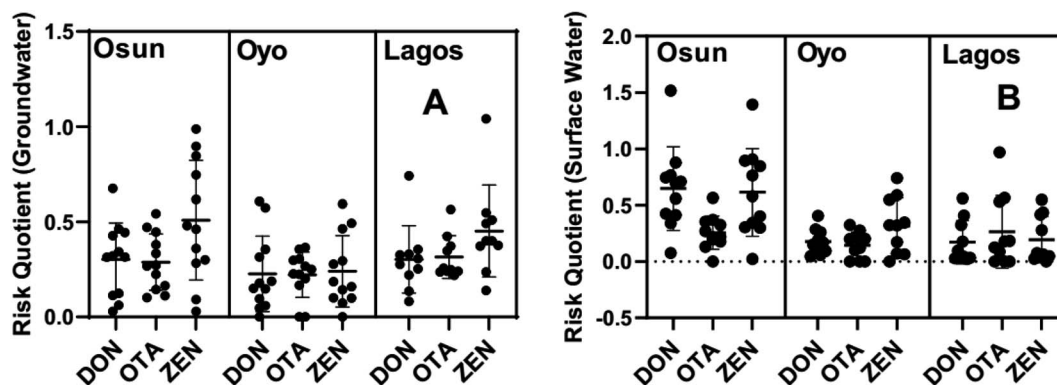 Risk Quotient (Groundwater)
1.5
1.0
0.5
0.0
Osun
Oyo
Lagos
A
DON
OTA
ZEN
DON
OTA
ZEN
DON
OTA
ZEN
Risk Quotient (Surface Water)
2.0
1.5
1.0
0.5
0.0
-0.5
Osun
Oyo
Lagos
B
DON
OTA
ZEN
DON
OTA
ZEN
DON
OTA
ZEN